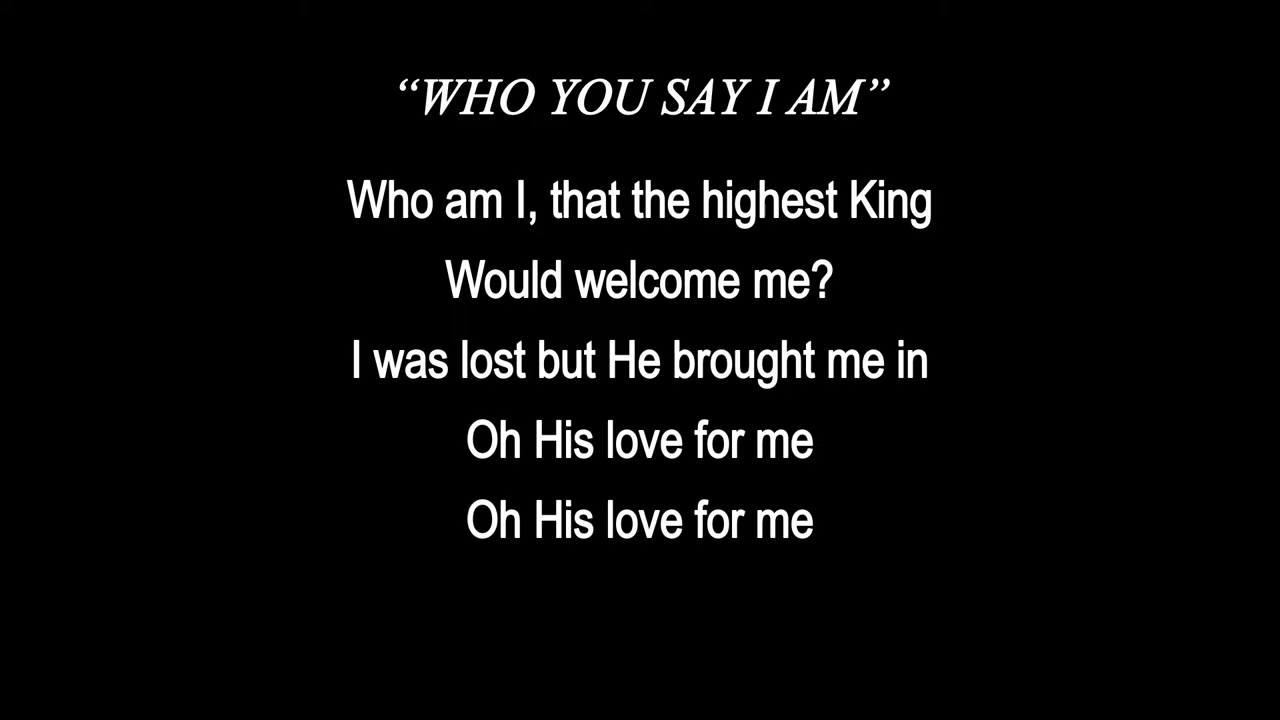 “WHO YOU SAY I AM”
Who am I, that the highest King
Would welcome me?
I was lost but He brought me in
Oh His love for me
Oh His love for me